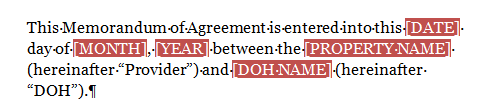 This Memorandum of Agreement is entered into this [DATE]
day of [MONTH], [YEAR] between the [PROPERTY NAME]
(hereinafter “Provider”) and [DOH NAME] (hereinafter
“DOH”).¶